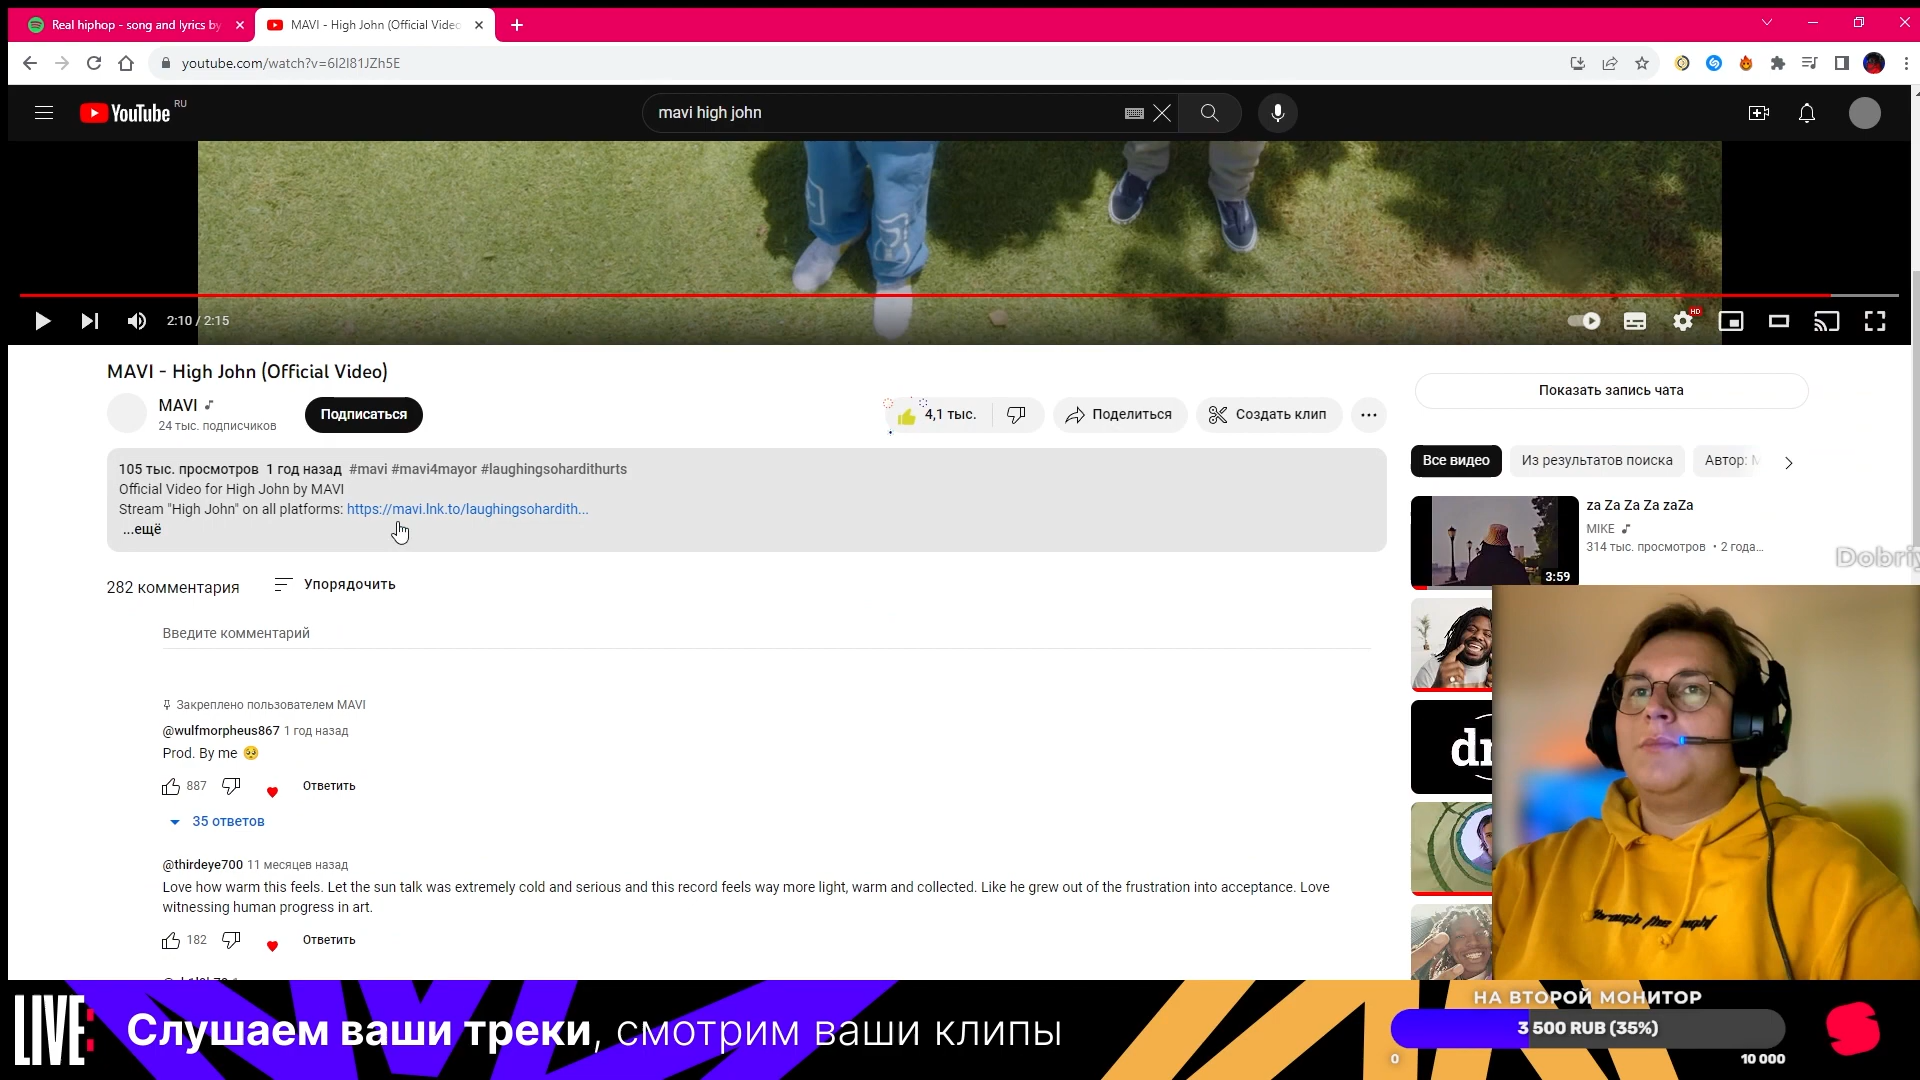 Real hiphop - song and lyrics by
MAVI - High John (Official Video
youtube.com/watch?v=6I2I81JZh5E
YouTube
RU
mavi high john
2:10 / 2:15
HD
MAVI - High John (Official Video)
MAVI
24 тыс. подписчиков
Подписаться
4,1 тыс.
Поделиться
Создать клип
105 тыс. просмотров 1 год назад #mavi #mavi4mayor #laughingsohardithurts
Official Video for High John by MAVI
Stream "High John" on all platforms: https://mavi.lnk.to/laughingsohardith...
...ещё
282 комментария
Упорядочить
Введите комментарий
Закреплено пользователем MAVI
@wulfmorpheus867 1 год назад
Prod. By me 🥺
887
Ответить
35 ответов
@thirdeye700 11 месяцев назад
Love how warm this feels. Let the sun talk was extremely cold and serious and this record feels way more light, warm and collected. Like he grew out of the frustration into acceptance. Love
witnessing human progress in art.
182
Ответить
Показать запись чата
Все видео
Из результатов поиска
Автор:
za Za Za Za zaZa
MIKE
314 тыс. просмотров • 2 года...
3:59
Dobriy
dr
through the night
LIVE:
Слушаем ваши треки, смотрим ваши клипы
НА ВТОРОЙ МОНИТОР
3 500 RUB (35%)
0
10 000